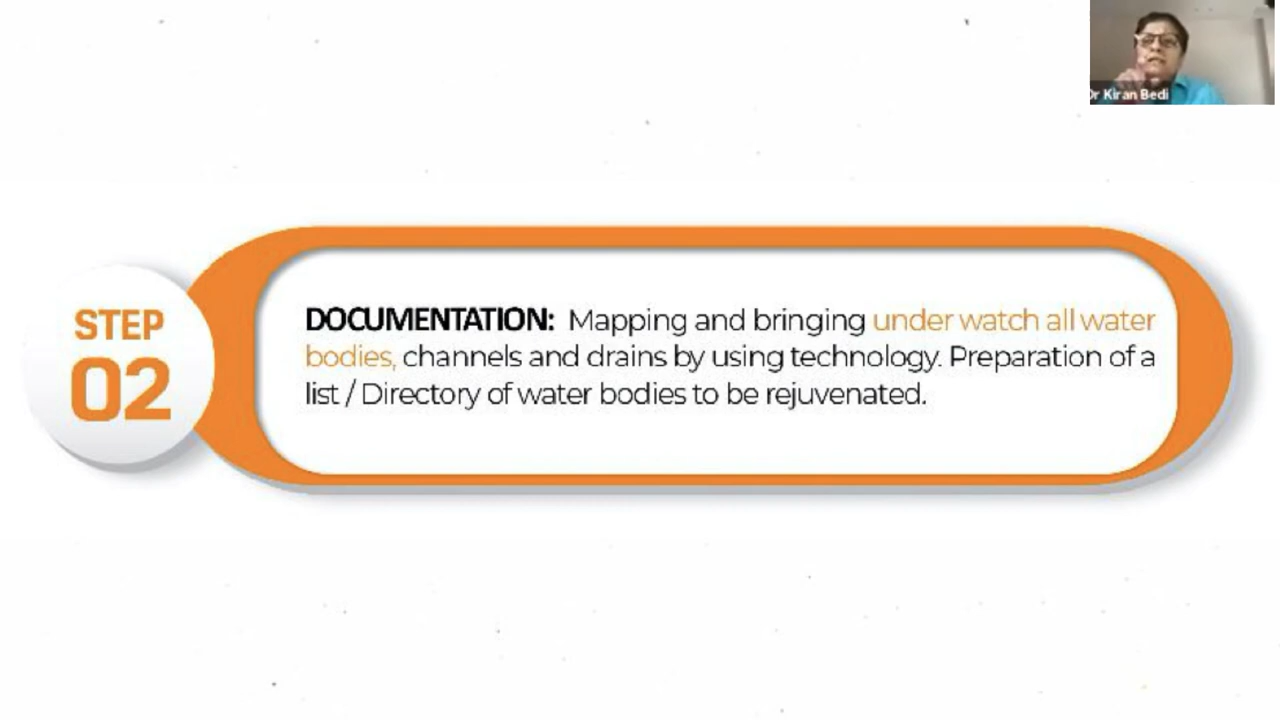 Dr Kiran Bedi
STEP
02
DOCUMENTATION: Mapping and bringing under watch all water
bodies, channels and drains by using technology. Preparation of a
list / Directory of water bodies to be rejuvenated.